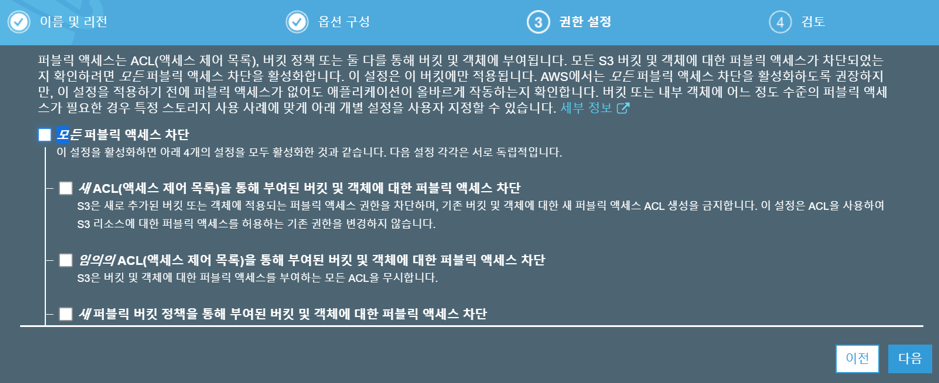 이름 및 리전
옵션 구성
3 권한 설정
4 검토
퍼블릭 액세스는 ACL(액세스 제어 목록), 버킷 정책 또는 둘 다를 통해 버킷 및 객체에 부여됩니다. 모든 S3 버킷 및 객체에 대한 퍼블릭 액세스가 차단되었는
지 확인하려면 모든 퍼블릭 액세스 차단을 활성화합니다. 이 설정은 이 버킷에만 적용됩니다. AWS에서는 모든 퍼블릭 액세스 차단을 활성화하도록 권장하지
만, 이 설정을 적용하기 전에 퍼블릭 액세스가 없어도 애플리케이션이 올바르게 작동하는지 확인합니다. 버킷 또는 내부 객체에 어느 정도 수준의 퍼블릭 액세
스가 필요한 경우 특정 스토리지 사용 사례에 맞게 아래 개별 설정을 사용자 지정할 수 있습니다. 세부 정보
모든 퍼블릭 액세스 차단
이 설정을 활성화하면 아래 4개의 설정을 모두 활성화한 것과 같습니다. 다음 설정 각각은 서로 독립적입니다.
새 ACL(액세스 제어 목록)을 통해 부여된 버킷 및 객체에 대한 퍼블릭 액세스 차단
S3은 새로 추가된 버킷 또는 객체에 적용되는 퍼블릭 액세스 권한을 차단하며, 기존 버킷 및 객체에 대한 새 퍼블릭 액세스 ACL 생성을 금지합니다. 이 설정은 ACL을 사용하여
S3 리소스에 대한 퍼블릭 액세스를 허용하는 기존 권한을 변경하지 않습니다.
임의의 ACL(액세스 제어 목록)을 통해 부여된 버킷 및 객체에 대한 퍼블릭 액세스 차단
S3은 버킷 및 객체에 대한 퍼블릭 액세스를 부여하는 모든 ACL을 무시합니다.
새 퍼블릭 버킷 정책을 통해 부여된 버킷 및 객체에 대한 퍼블릭 액세스 차단
이전
다음